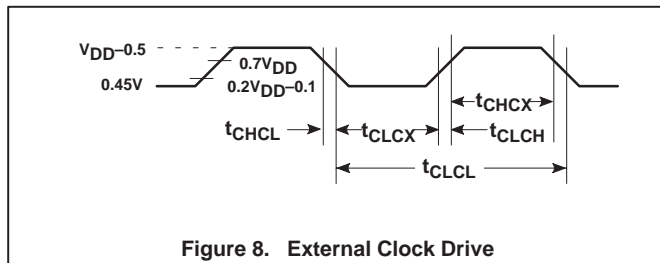 VDD–0.5
0.7VDD
0.45V
0.2VDD–0.1
tCHCX
tCHCL
tCLCX
tCLCH
tCLCL
Figure 8. External Clock Drive